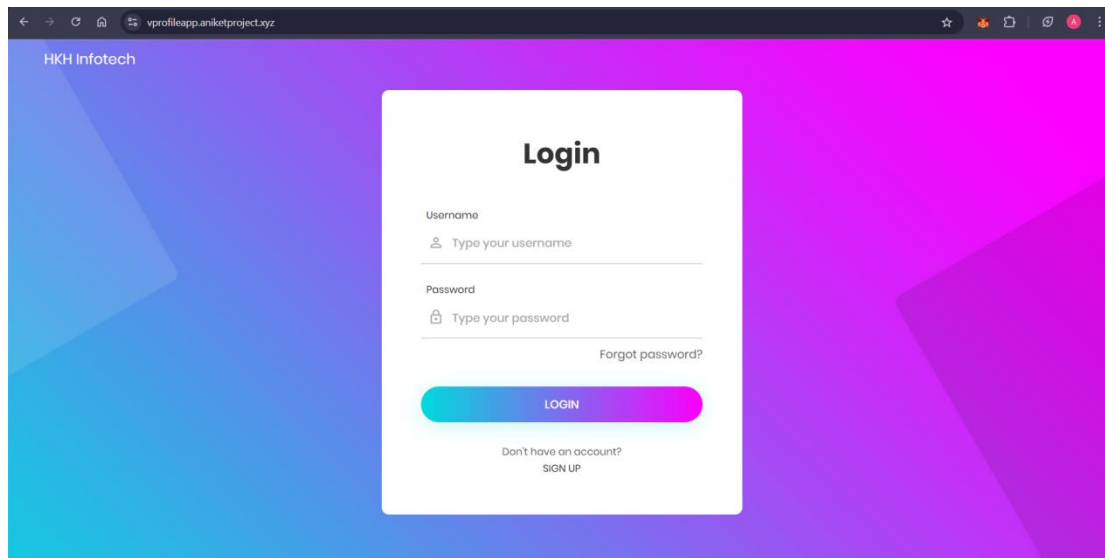 vprofileapp.aniketproject.xyz
A
HKH Infotech
Login
Username
Type your username
Password
Type your password
Forgot password?
LOGIN
Don't have an account?
SIGN UP